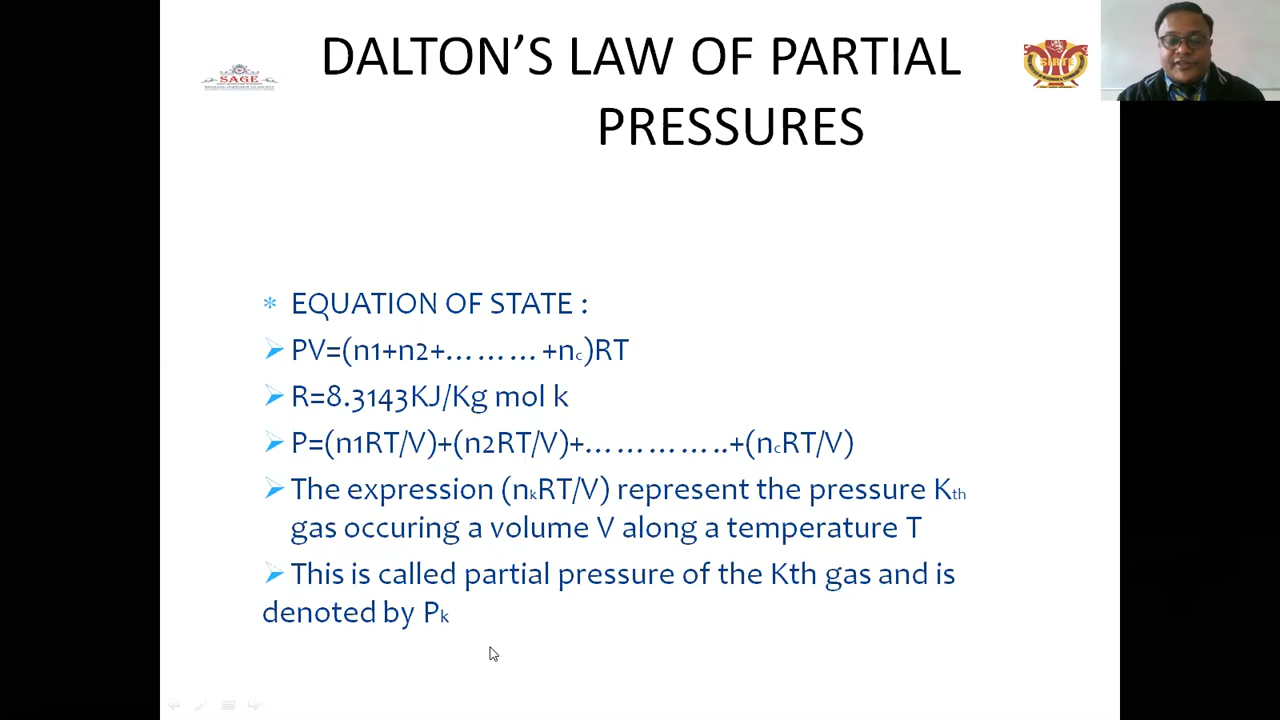 DALTON’S LAW OF PARTIAL
PRESSURES
SAGE
SIRTE
* EQUATION OF STATE :
➢ PV=(n1+n2+……… +nc)RT
➢ R=8.3143KJ/Kg mol k
➢ P=(n1RT/V)+(n2RT/V)+…………..+(ncRT/V)
➢ The expression (nkRT/V) represent the pressure Kth
gas occuring a volume V along a temperature T
➢ This is called partial pressure of the Kth gas and is
denoted by Pk